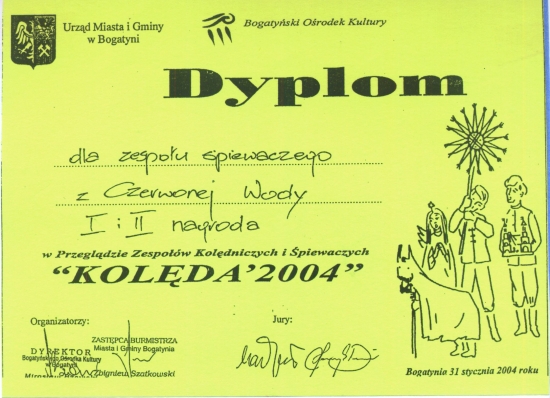 Urząd Miasta i Gminy
w Bogatyni
Bogatyński Ośrodek Kultury
Dyplom
dla zespołu śpiewaczego
z Czerwonej Wody
I i II nagroda
w Przeglądzie Zespołów Kolędniczych i Śpiewaczych
"KOLĘDA'2004"
Organizatorzy:
Jury:
ZASTĘPCA BURMISTRZA
Miasta i Gminy Bogatynia
DYREKTOR
Bogatyńskiego Ośrodka Kultury
Zbigniew Szatkowski
Bogatynia 31 stycznia 2004 roku